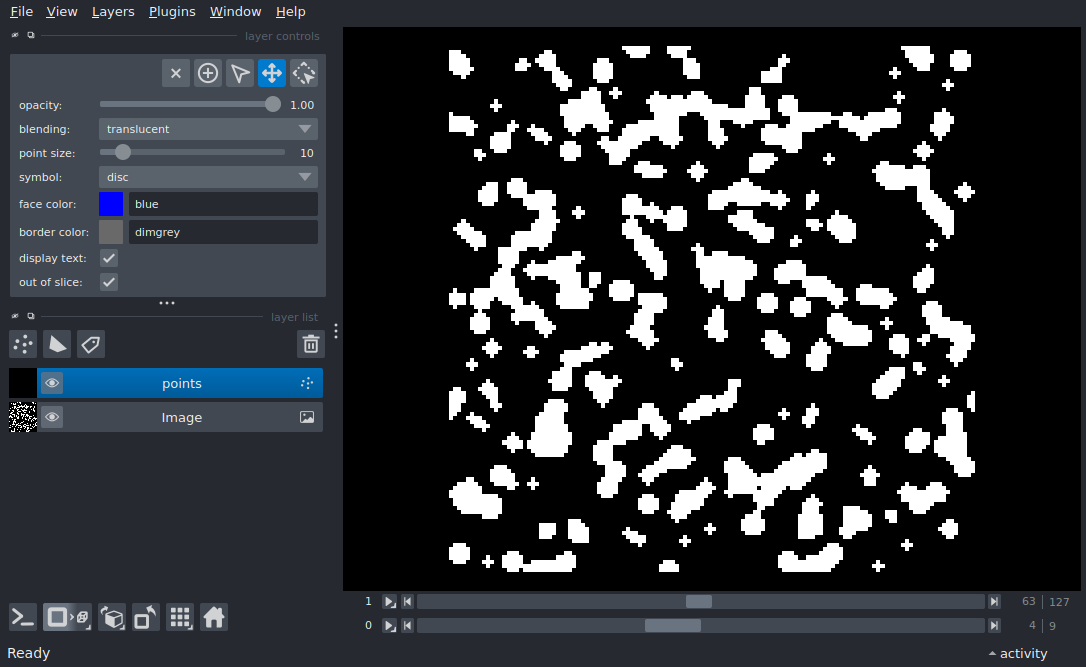 File View Layers Plugins Window Help
layer controls
opacity: 1.00
blending: translucent
point size: 10
symbol: disc
face color: blue
border color: dimgrey
display text:
out of slice:
layer list
points
Image
1 63 | 127
0 4 | 9
Ready activity